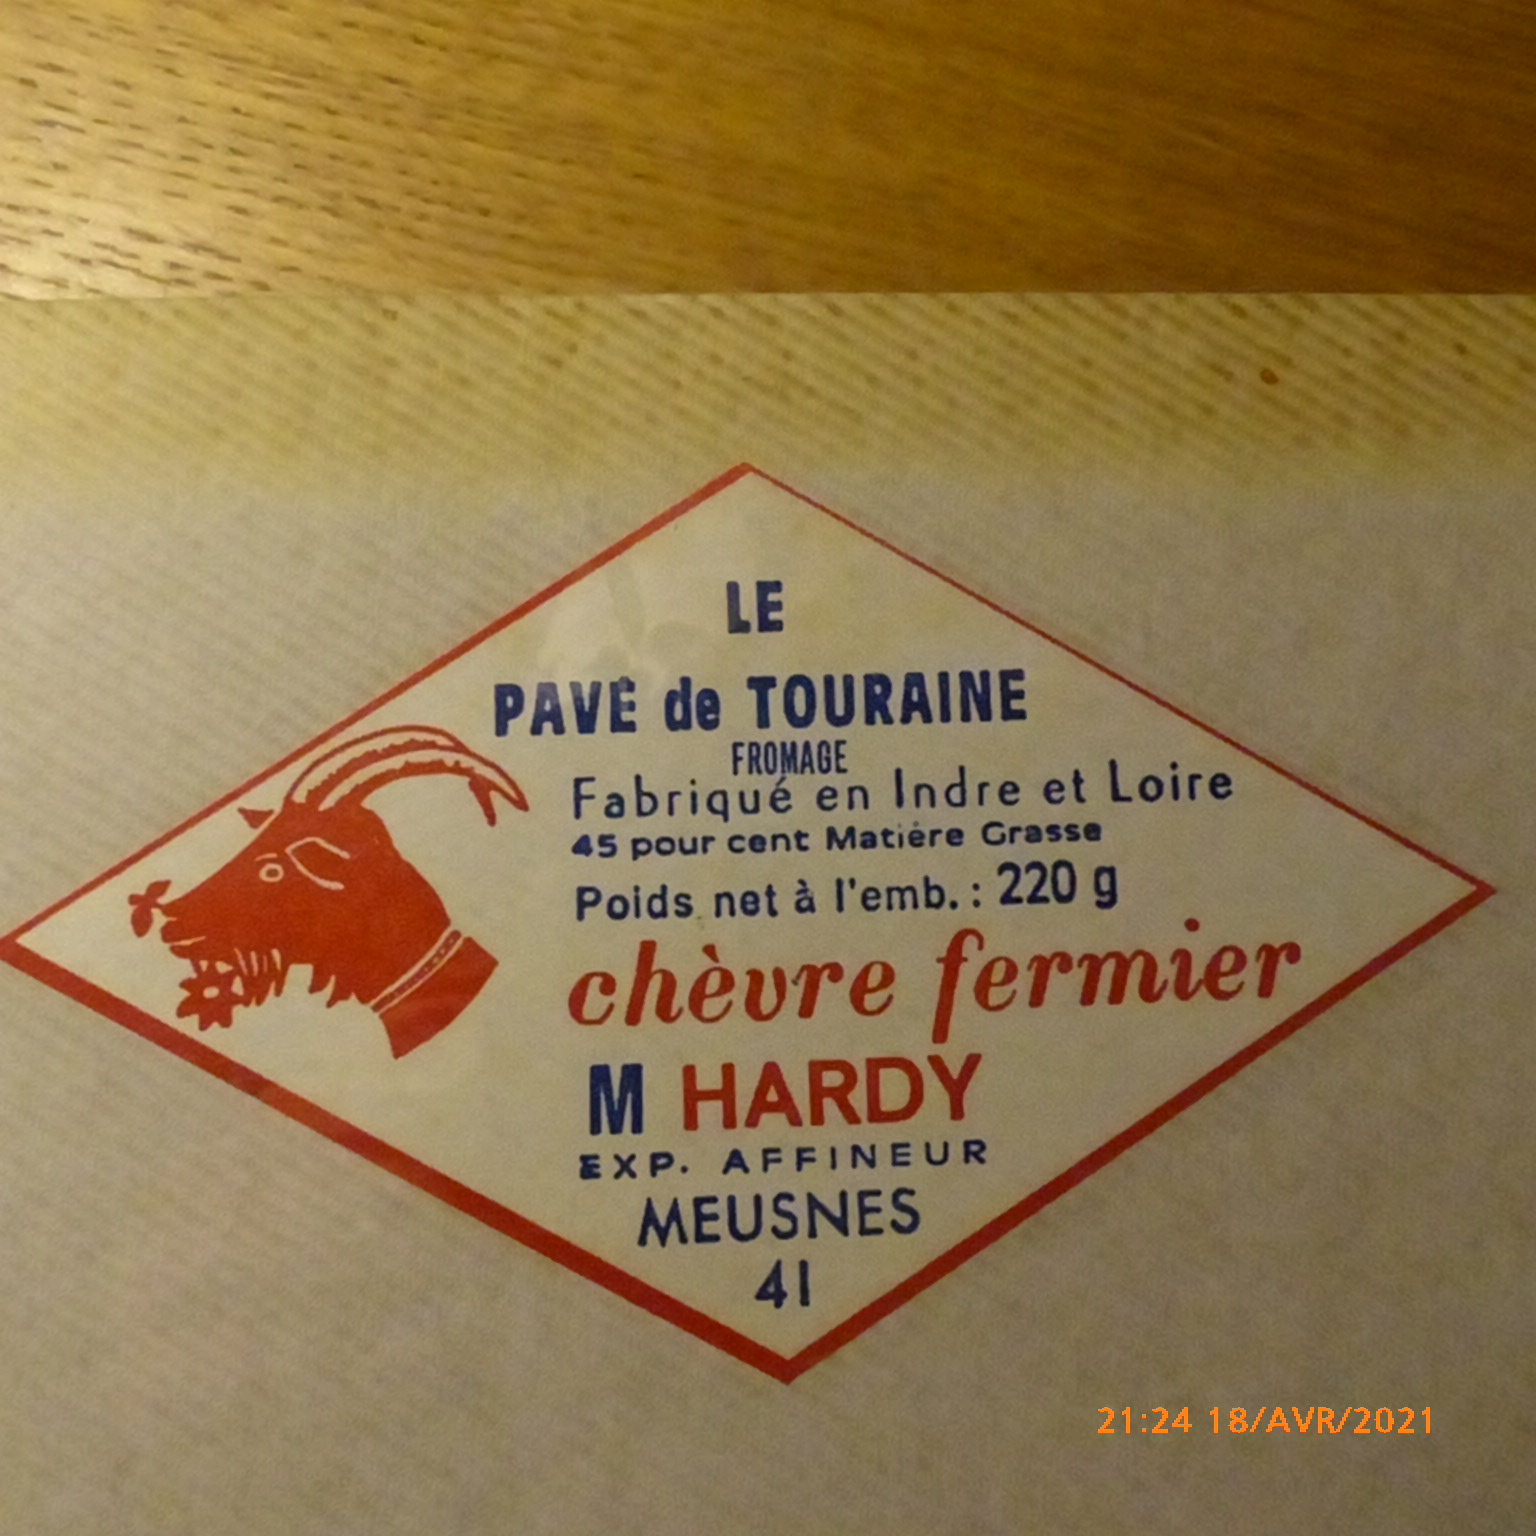 LE
PAVÉ de TOURAINE
FROMAGE
Fabriqué en Indre et Loire
45 pour cent Matière Grasse
Poids net à l'emb. : 220 g
chèvre fermier
M HARDY
EXP. AFFINEUR
MEUSNES
41
21:24 18/AVR/2021